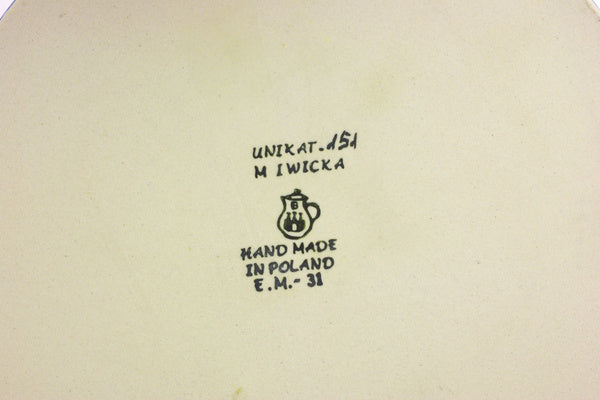 UNIKAT-151
M IWICKA
B
HAND MADE
IN POLAND
E.M.- 31